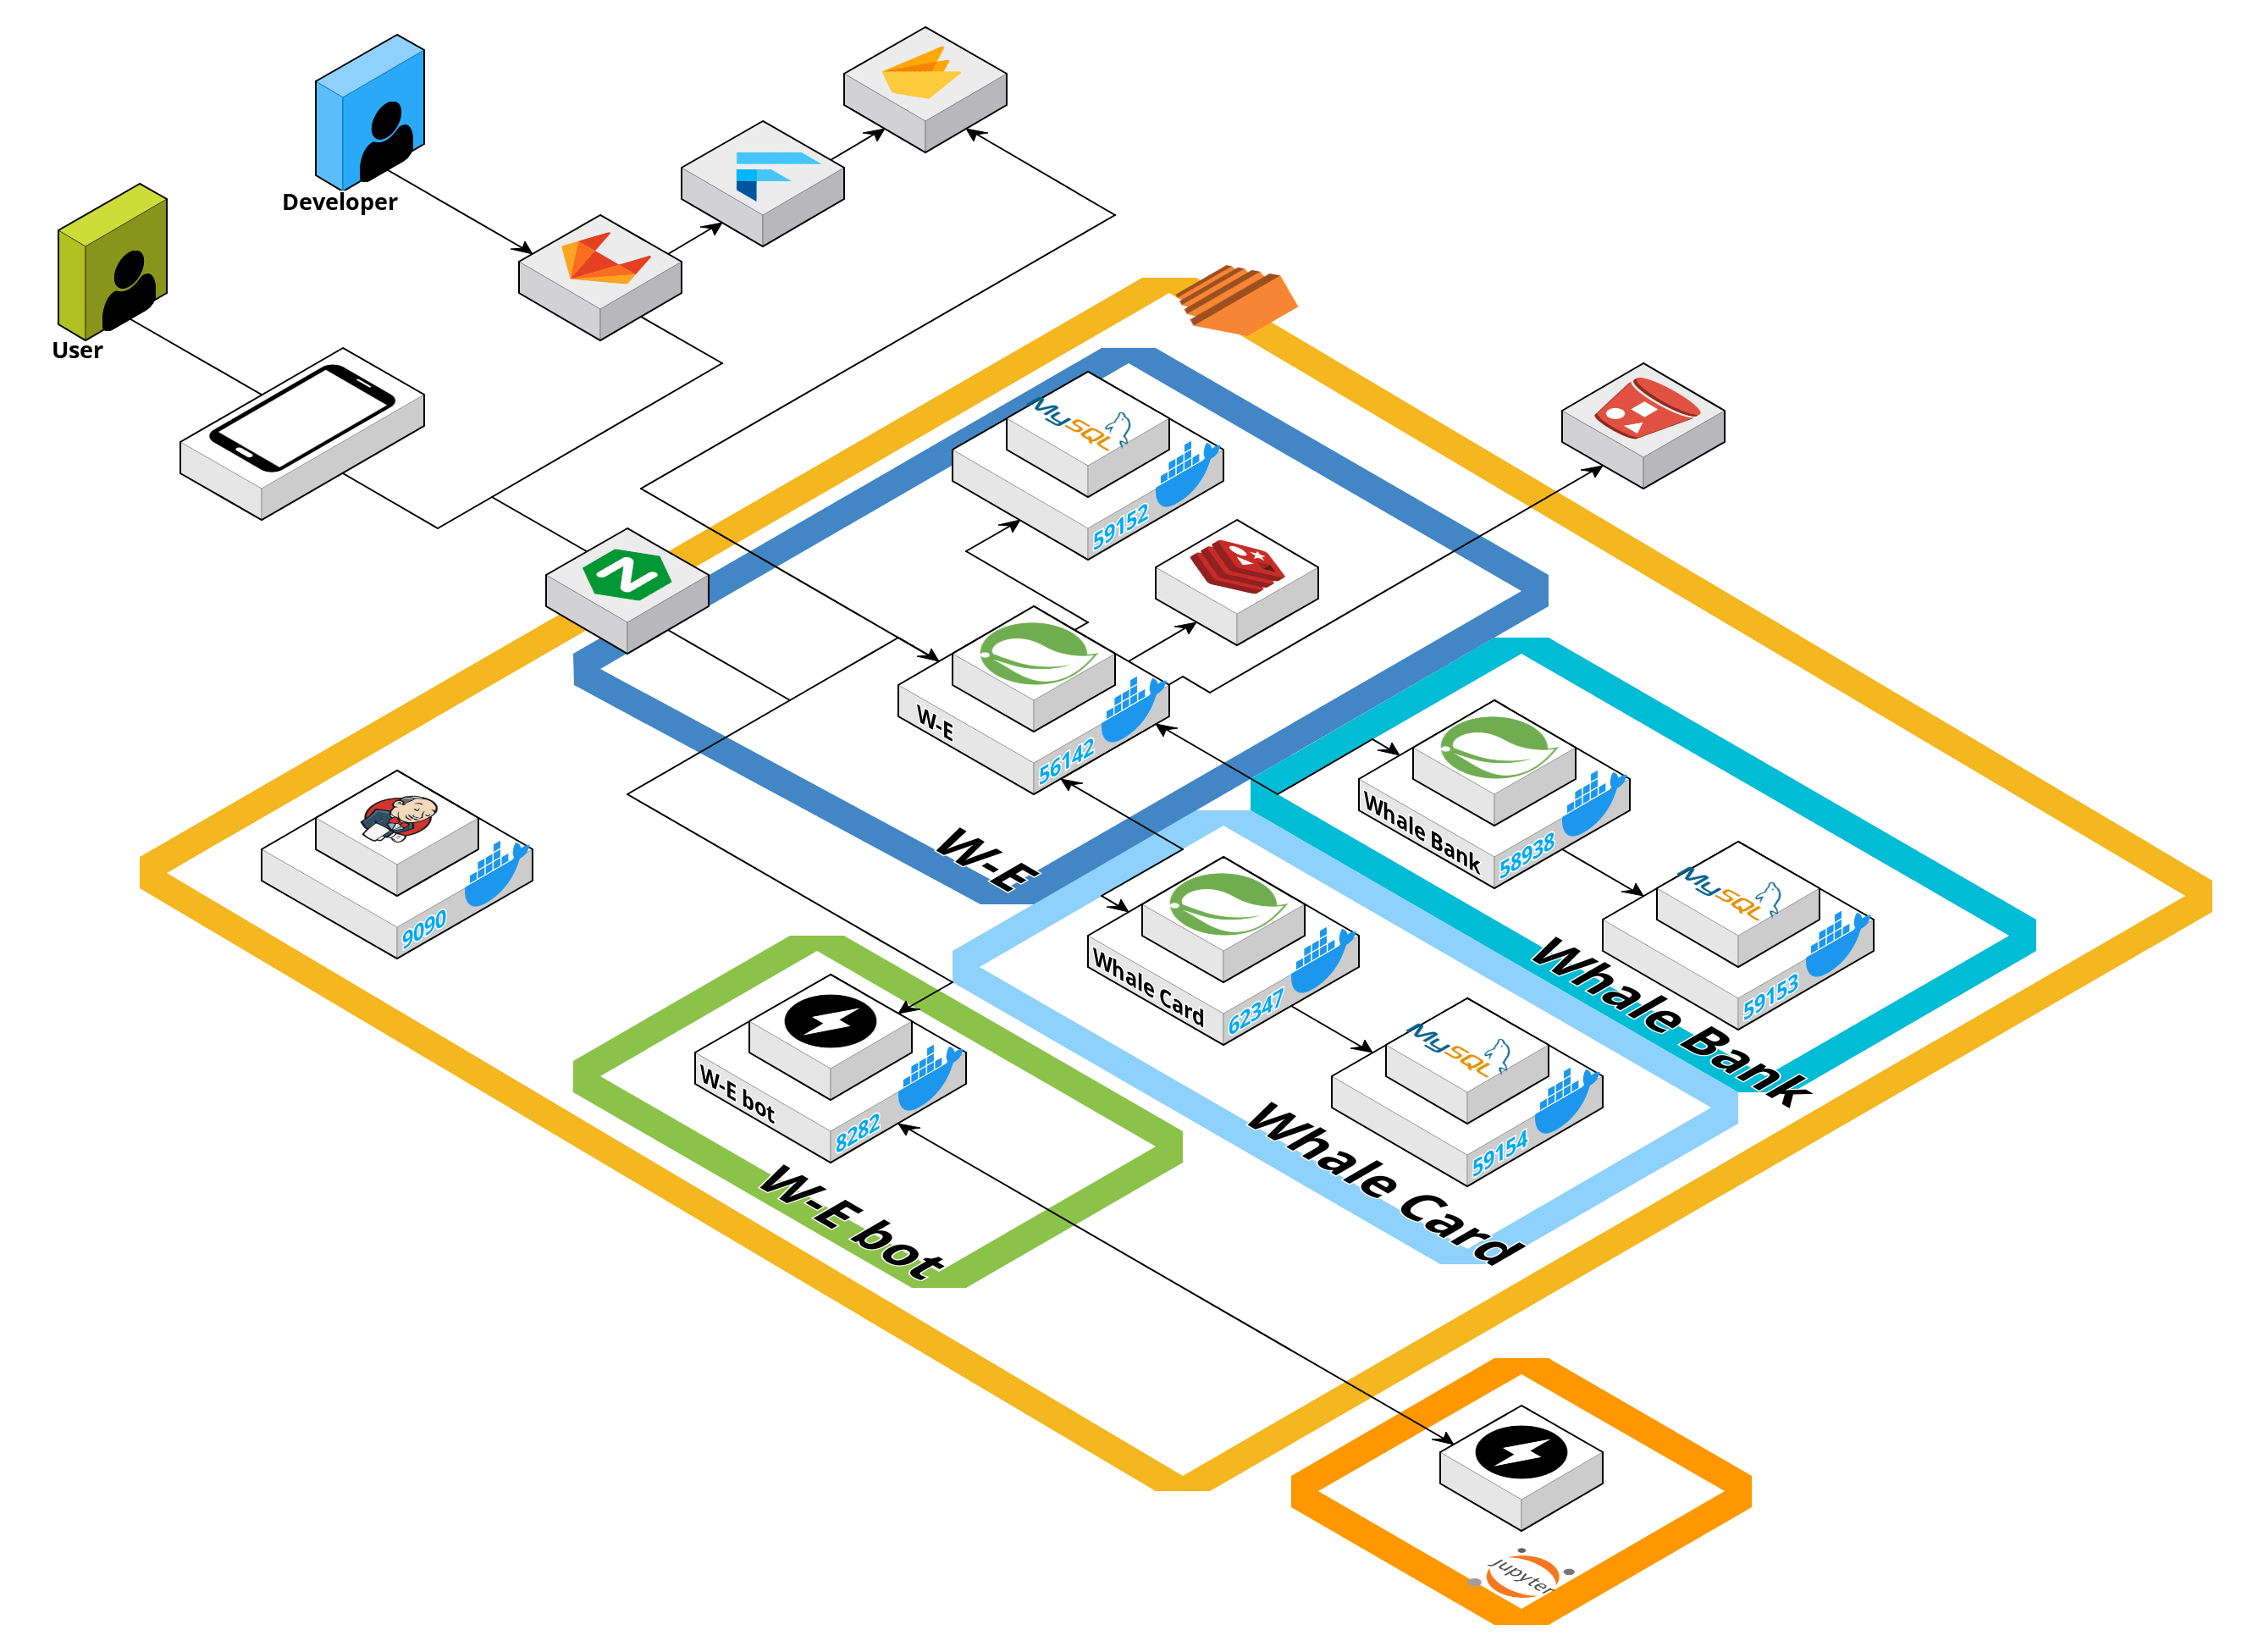 Developer
User
MySQL
59152
W-E
56142
W-E
Whale Bank
58938
MySQL
59153
Whale Bank
9090
Whale Card
62347
MySQL
59154
Whale Card
W-E bot
8282
W-E bot
jupyter